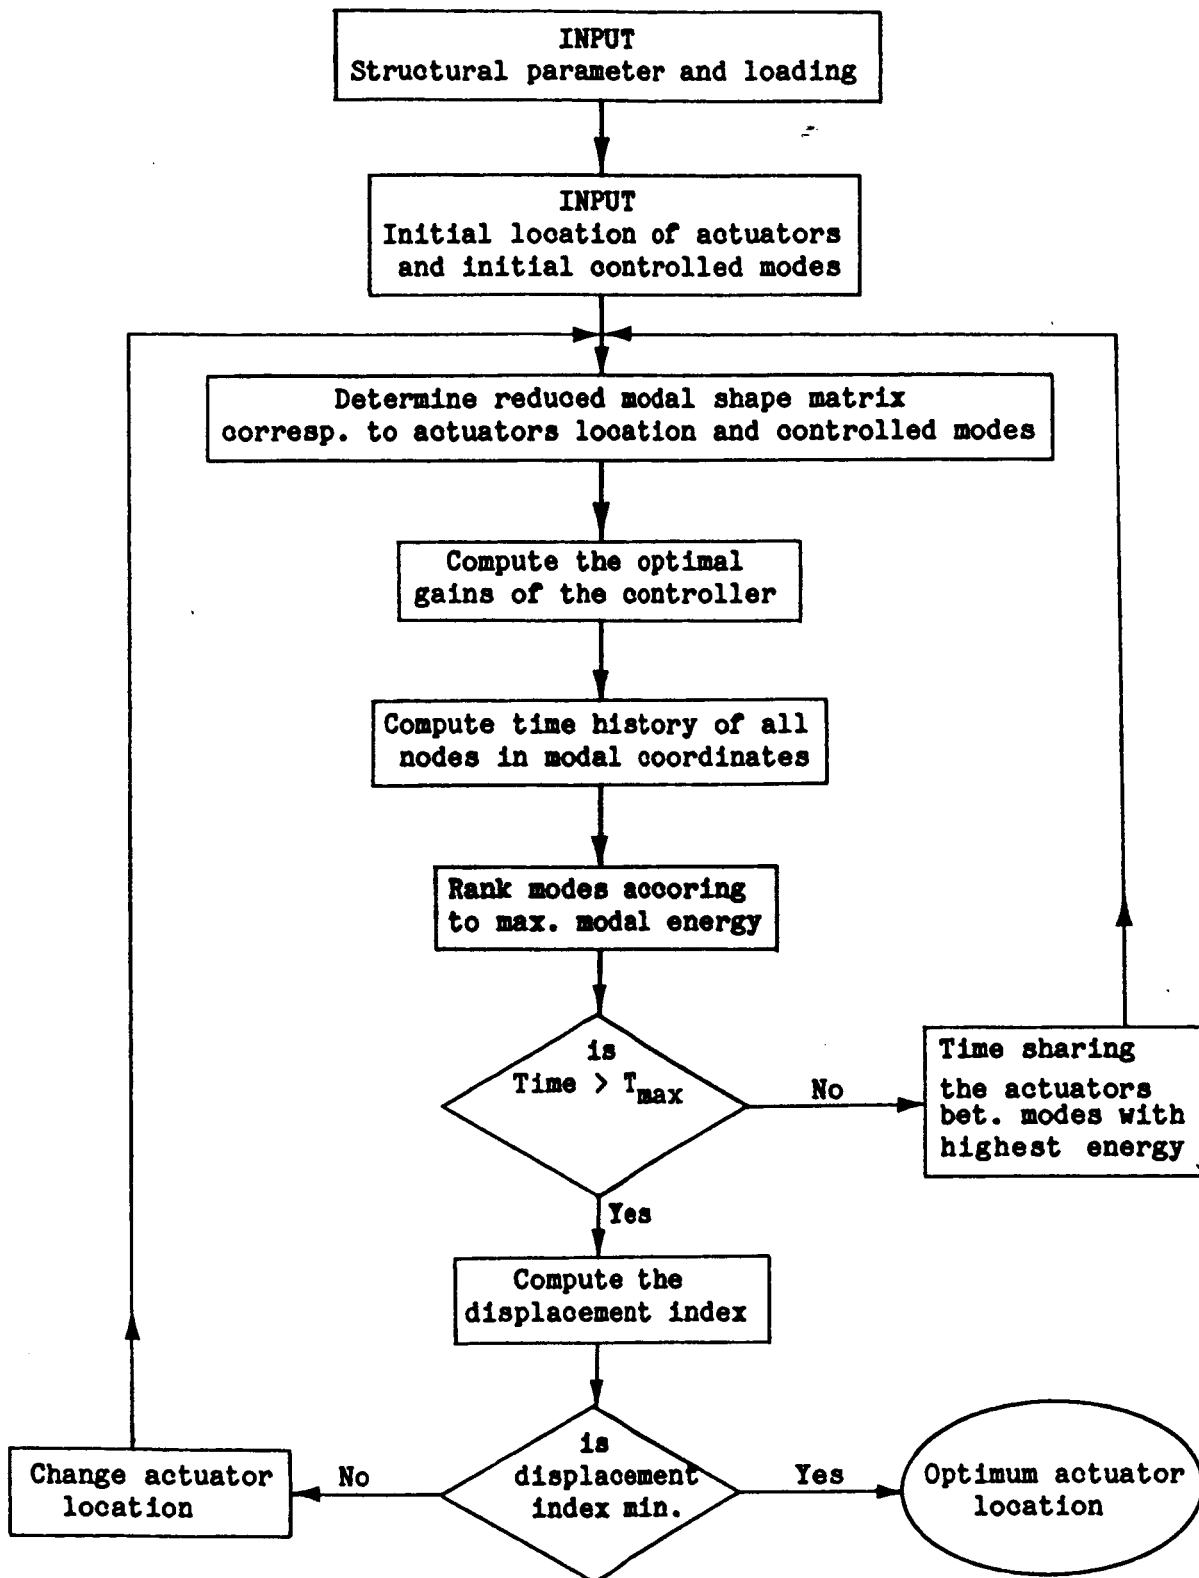 INPUT
Structural parameter and loading
INPUT
Initial location of actuators
and initial controlled modes
Determine reduced modal shape matrix
corresp. to actuators location and controlled modes
Compute the optimal
gains of the controller
Compute time history of all
nodes in modal coordinates
Rank modes accoring
to max. modal energy
is
Time > Tmax
No
Time sharing
the actuators
bet. modes with
highest energy
Yes
Compute the
displacement index
is
displacement
index min.
No
Change actuator
location
Yes
Optimum actuator
location